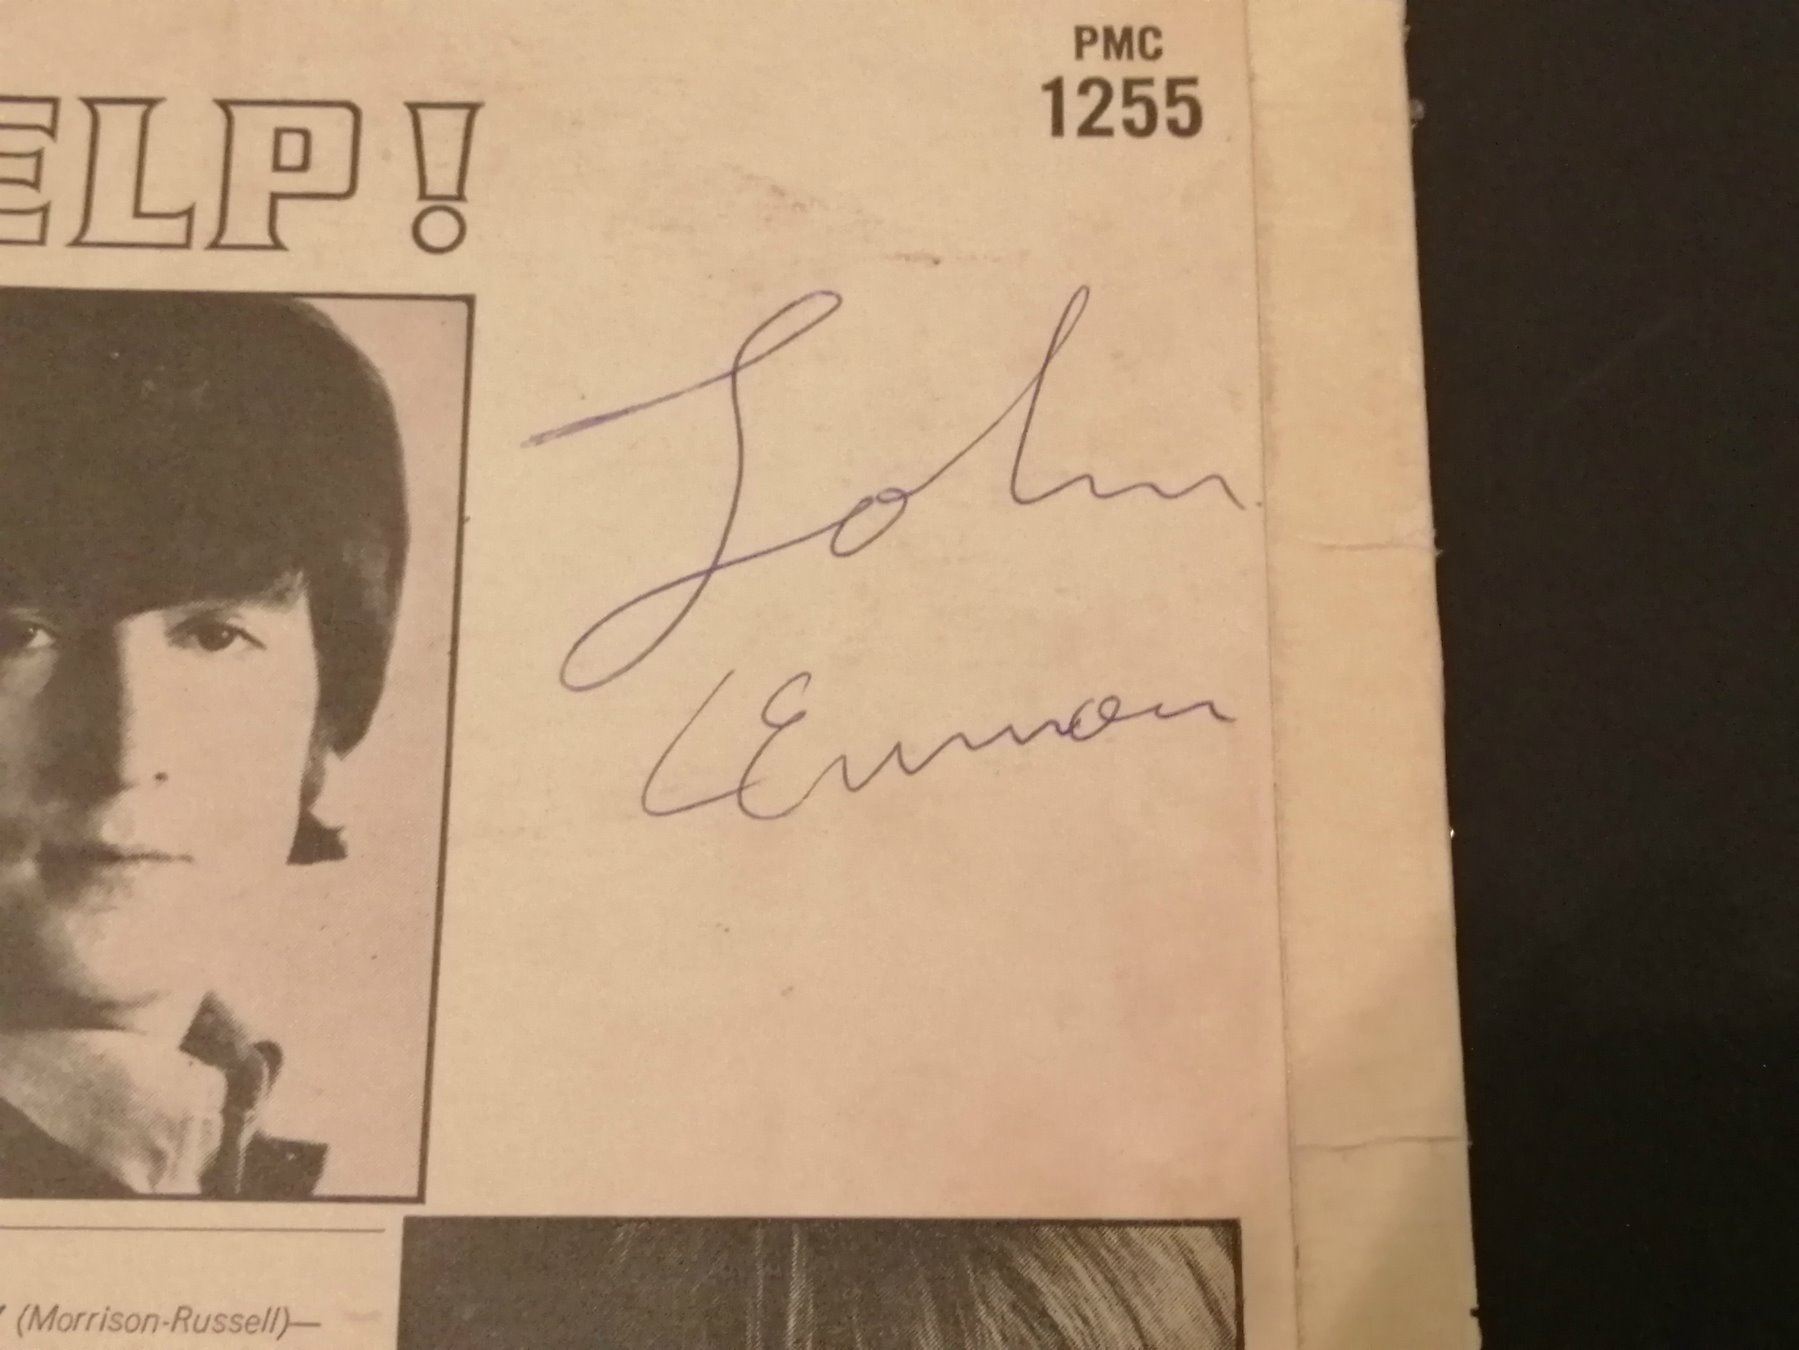 PMC
1255
ELP!
John
Lennon
(Morrison-Russell)—